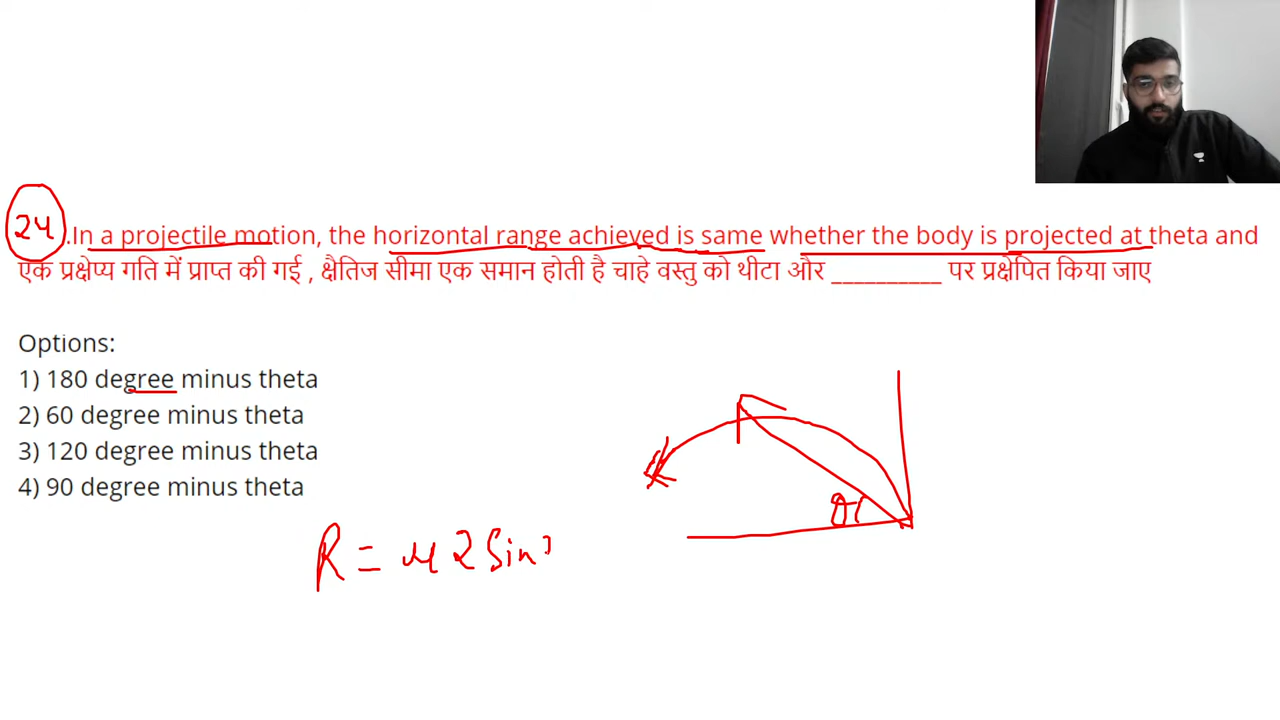 24
.In a projectile motion, the horizontal range achieved is same whether the body is projected at theta and
एक प्रक्षेप्य गति में प्राप्त की गई , क्षैतिज सीमा एक समान होती है चाहे वस्तु को थीटा और __________ पर प्रक्षेपित किया जाए
Options:
1) 180 degree minus theta
2) 60 degree minus theta
3) 120 degree minus theta
4) 90 degree minus theta
θ
R = u 2 Sin